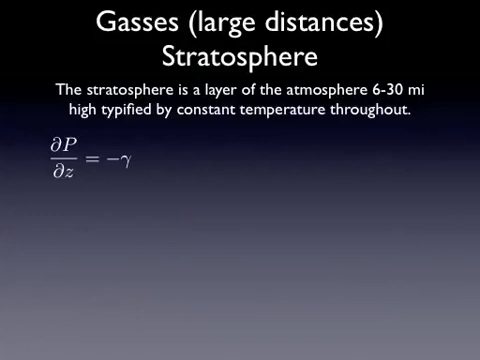 Gasses (large distances)
Stratosphere
The stratosphere is a layer of the atmosphere 6-30 mi
high typified by constant temperature throughout.
∂P/∂z = −γ